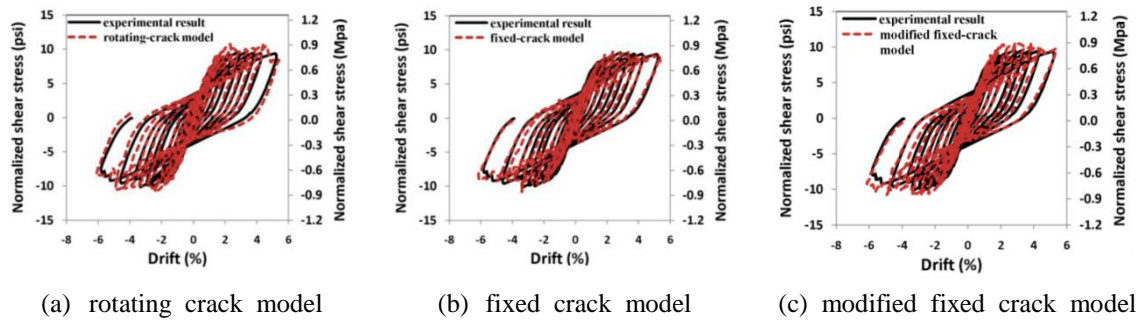 experimental result
rotating-crack model
Normalized shear stress (psi)
15
10
5
0
-5
-10
-15
-8 -6 -4 -2 0 2 4 6
Drift (%)
1.2
0.9
0.6
0.3
0.0
-0.3
-0.6
-0.9
-1.2
Normalized shear stress (Mpa)
(a) rotating crack model
experimental result
fixed-crack model
Normalized shear stress (psi)
15
10
5
0
-5
-10
-15
-8 -6 -4 -2 0 2 4 6
Drift (%)
1.2
0.9
0.6
0.3
0.0
-0.3
-0.6
-0.9
-1.2
Normalized shear stress (Mpa)
(b) fixed crack model
experimental result
modified fixed-crack
model
Normalized shear stress (psi)
15
10
5
0
-5
-10
-15
-8 -6 -4 -2 0 2 4 6
Drift (%)
1.2
0.9
0.6
0.3
0.0
-0.3
-0.6
-0.9
-1.2
Normalized shear stress (Mpa)
(c) modified fixed crack model